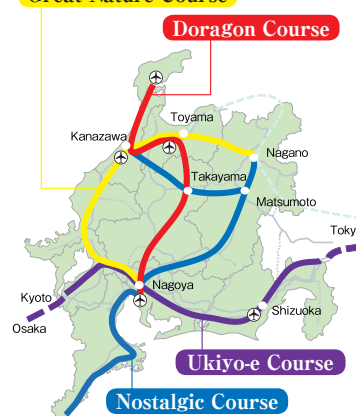 Great Nature Course
Doragon Course
Toyama
Kanazawa
Nagano
Takayama
Matsumoto
Toky
Nagoya
Kyoto
Shizuoka
Osaka
Ukiyo-e Course
Nostalgic Course